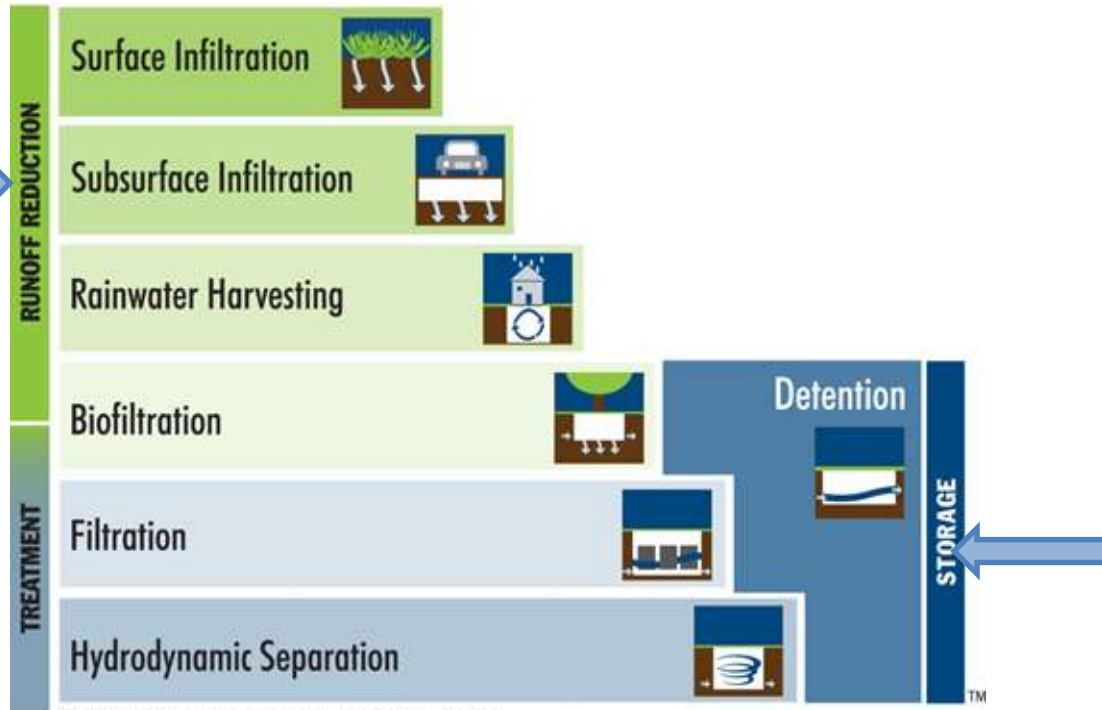 RUNOFF REDUCTION
Surface Infiltration
Subsurface Infiltration
Rainwater Harvesting
Biofiltration
Detention
STORAGE
TREATMENT
Filtration
Hydrodynamic Separation
TM